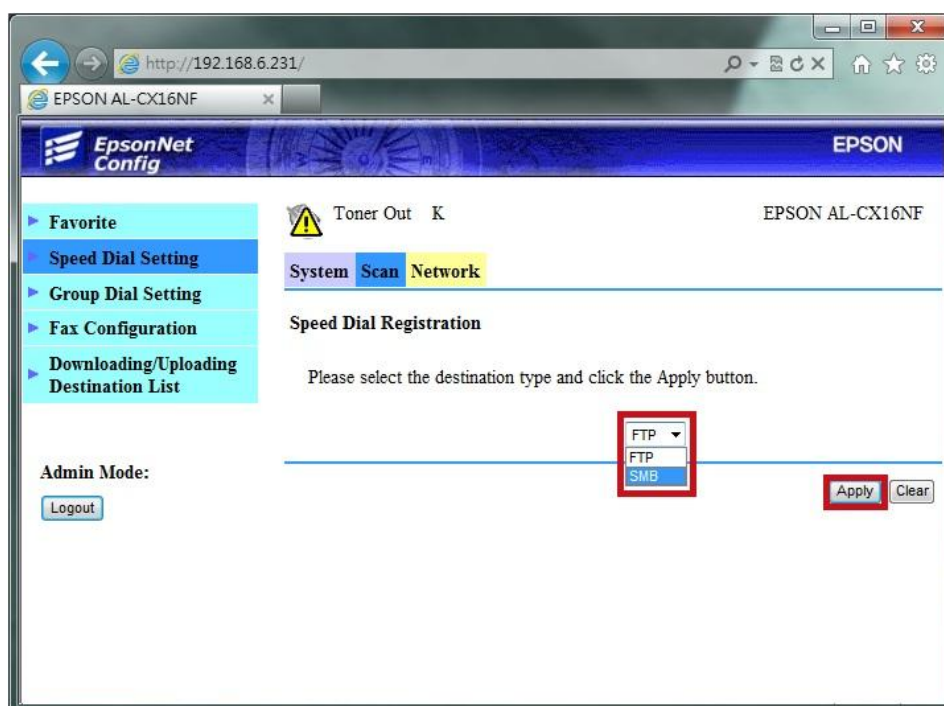 http://192.168.6.231/
EPSON AL-CX16NF
EpsonNet
Config
EPSON
Favorite
Speed Dial Setting
Group Dial Setting
Fax Configuration
Downloading/Uploading
Destination List
Admin Mode:
Logout
Toner Out K
EPSON AL-CX16NF
System Scan Network
Speed Dial Registration
Please select the destination type and click the Apply button.
FTP
FTP
SMB
Apply Clear